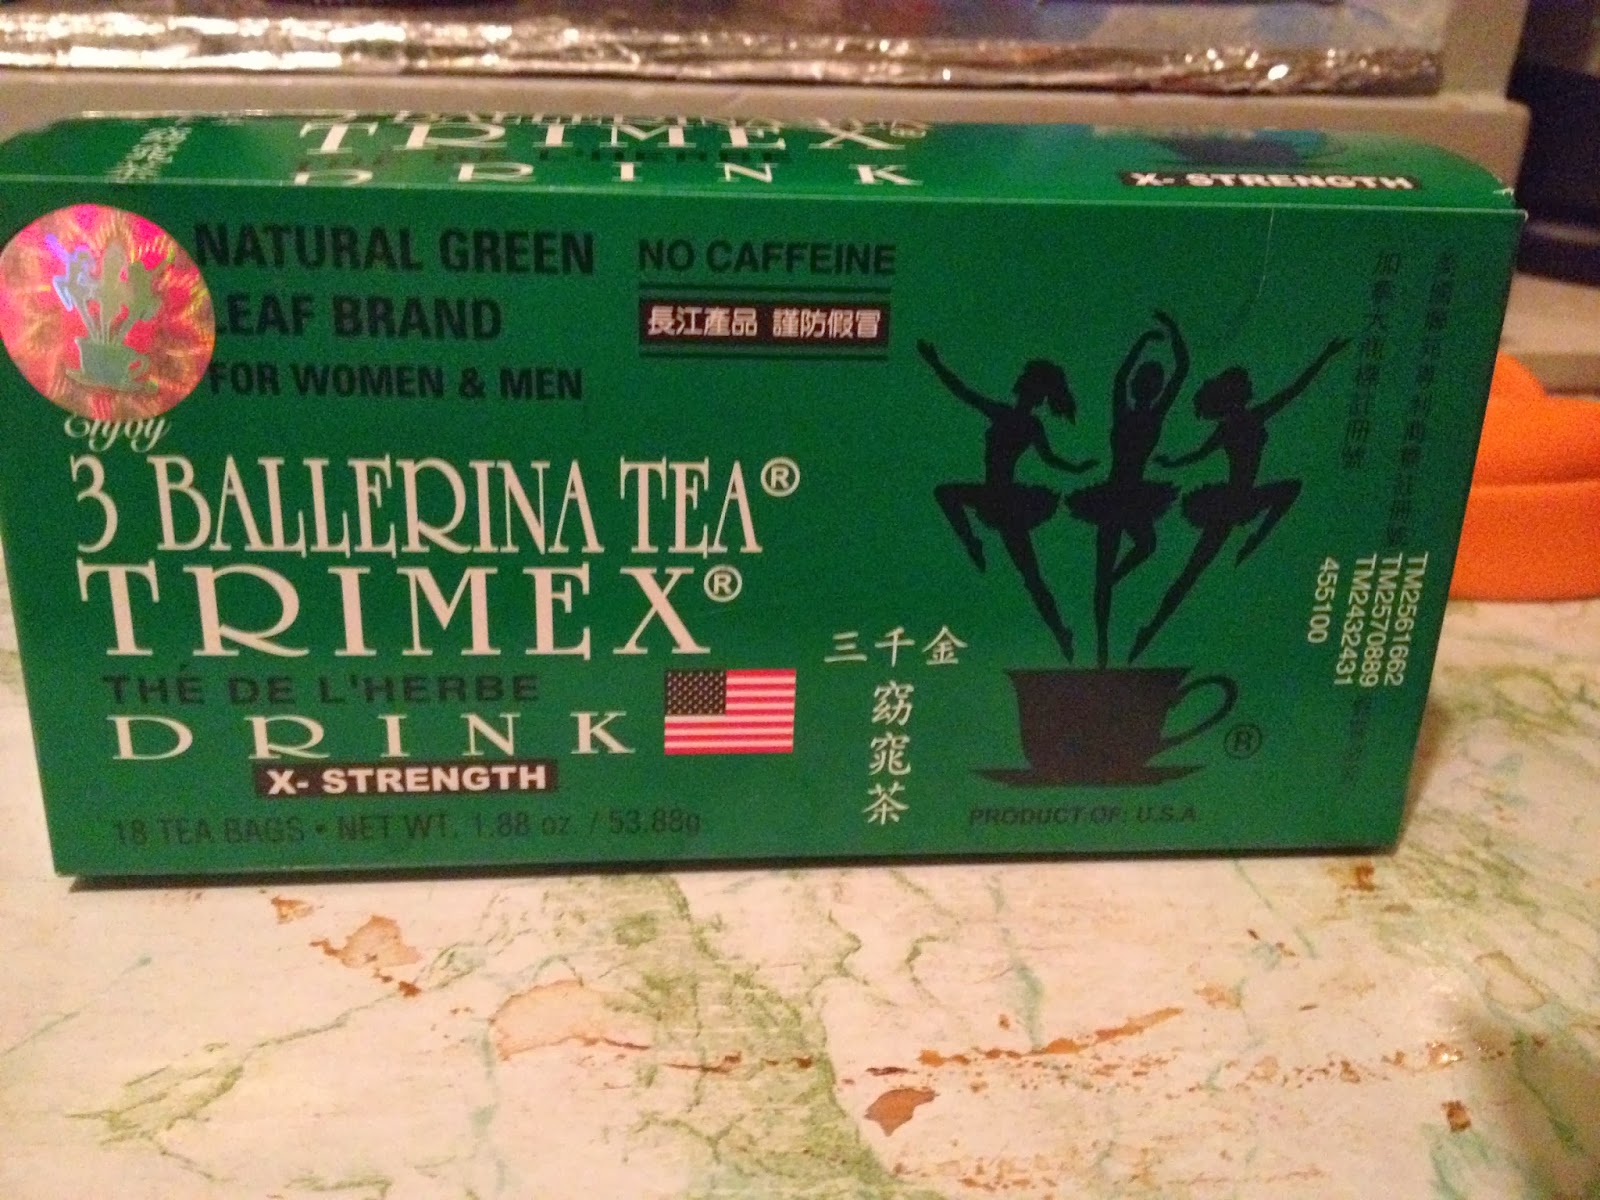 TRIMEX
DRINK
X- STRENGTH
NATURAL GREEN
LEAF BRAND
FOR WOMEN & MEN
NO CAFFEINE
長江產品 謹防假冒
Enjoy
3 BALLERINA TEA®
TRIMEX®
THÉ DE L'HERBE
DRINK
X- STRENGTH
18 TEA BAGS • NET WT. 1.88 oz. / 53.88g
三千金
窈窕茶
®
PRODUCT OF: U.S.A.
TM2561662
TM2570889
TM2432431
455100